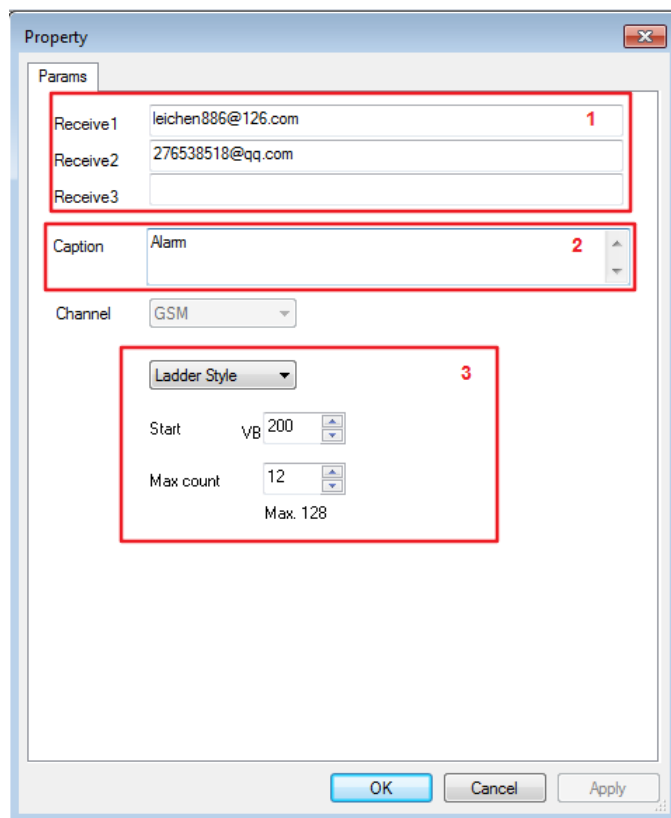 Property
Params
Receive1 leichen886@126.com 1
Receive2 276538518@qq.com
Receive3
Caption Alarm 2
Channel GSM
Ladder Style 3
Start VB 200
Max count 12
Max. 128
OK Cancel Apply